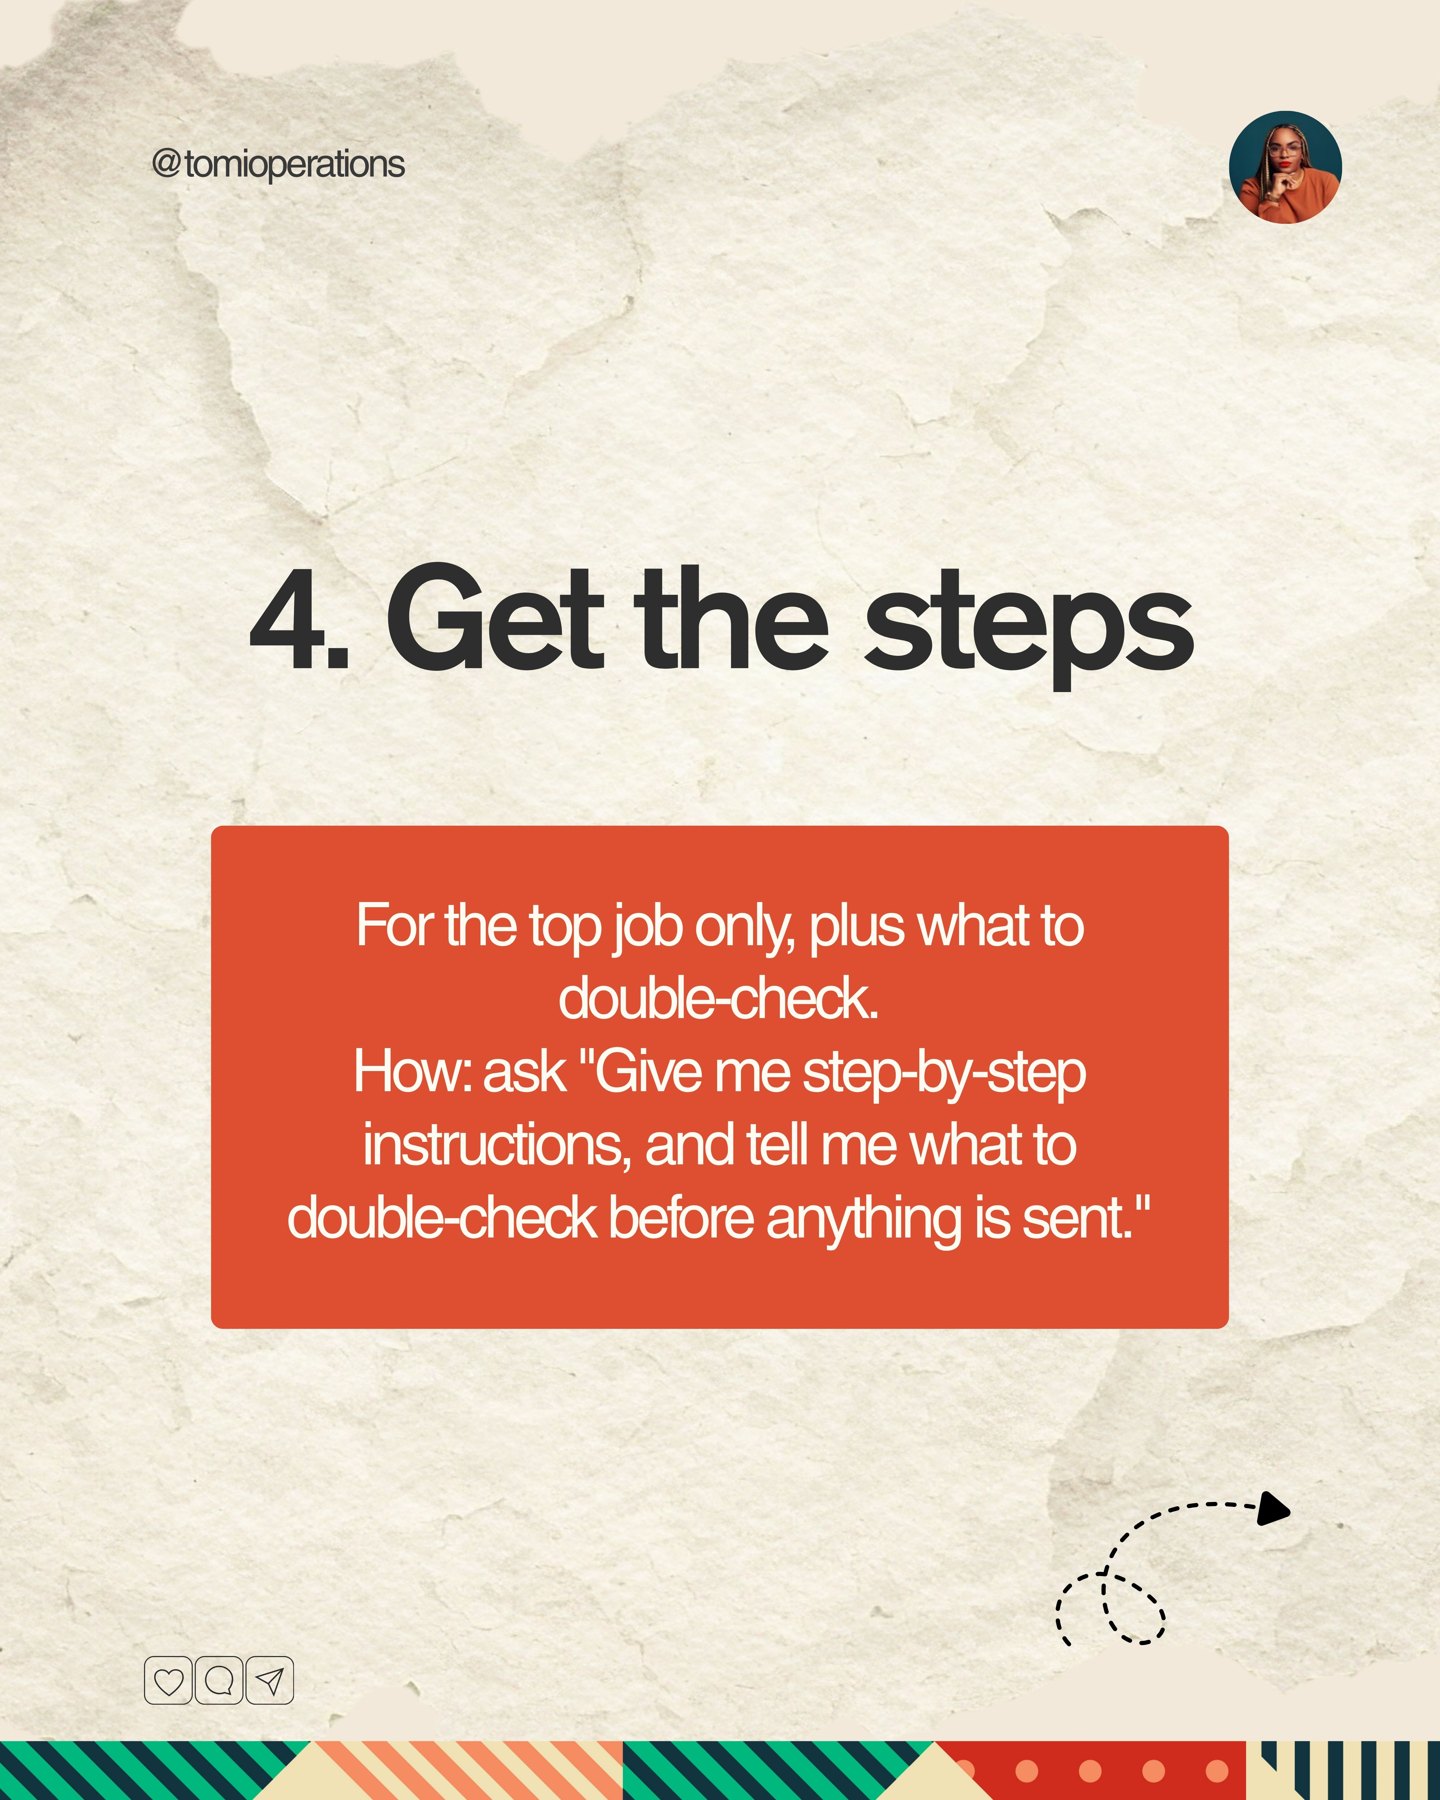 @tomioperations
4. Get the steps
For the top job only, plus what to
double-check.
How: ask "Give me step-by-step
instructions, and tell me what to
double-check before anything is sent."